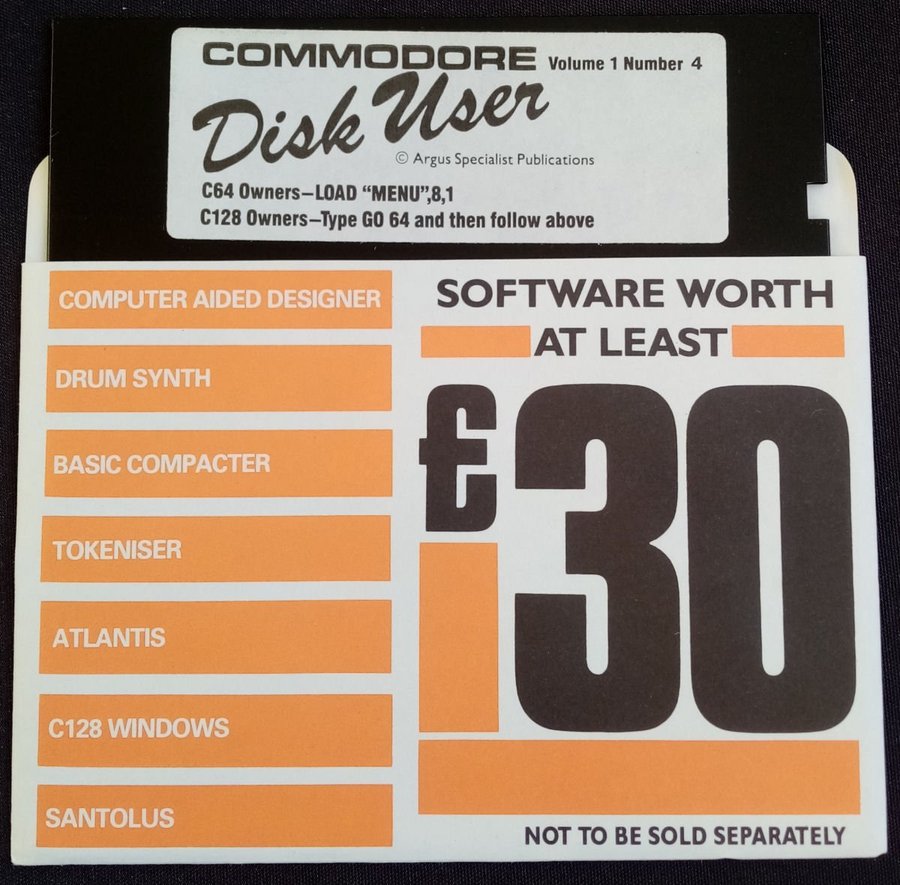 COMMODORE Volume 1 Number 4
Disk User
© Argus Specialist Publications
C64 Owners–LOAD “MENU”,8,1
C128 Owners–Type GO 64 and then follow above
COMPUTER AIDED DESIGNER
DRUM SYNTH
BASIC COMPACTER
TOKENISER
ATLANTIS
C128 WINDOWS
SANTOLUS
SOFTWARE WORTH
AT LEAST
£30
NOT TO BE SOLD SEPARATELY